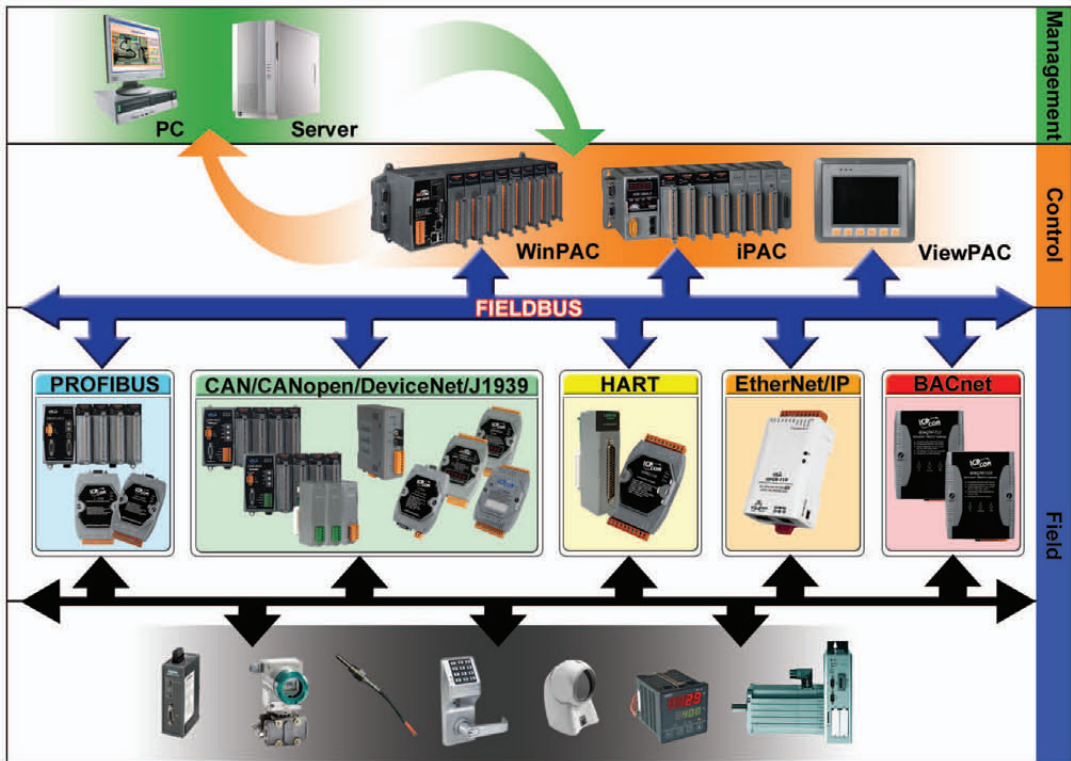 Management
PC
Server
Control
WinPAC
iPAC
ViewPAC
FIELDBUS
PROFIBUS
CAN/CANopen/DeviceNet/J1939
HART
EtherNet/IP
BACnet
Field